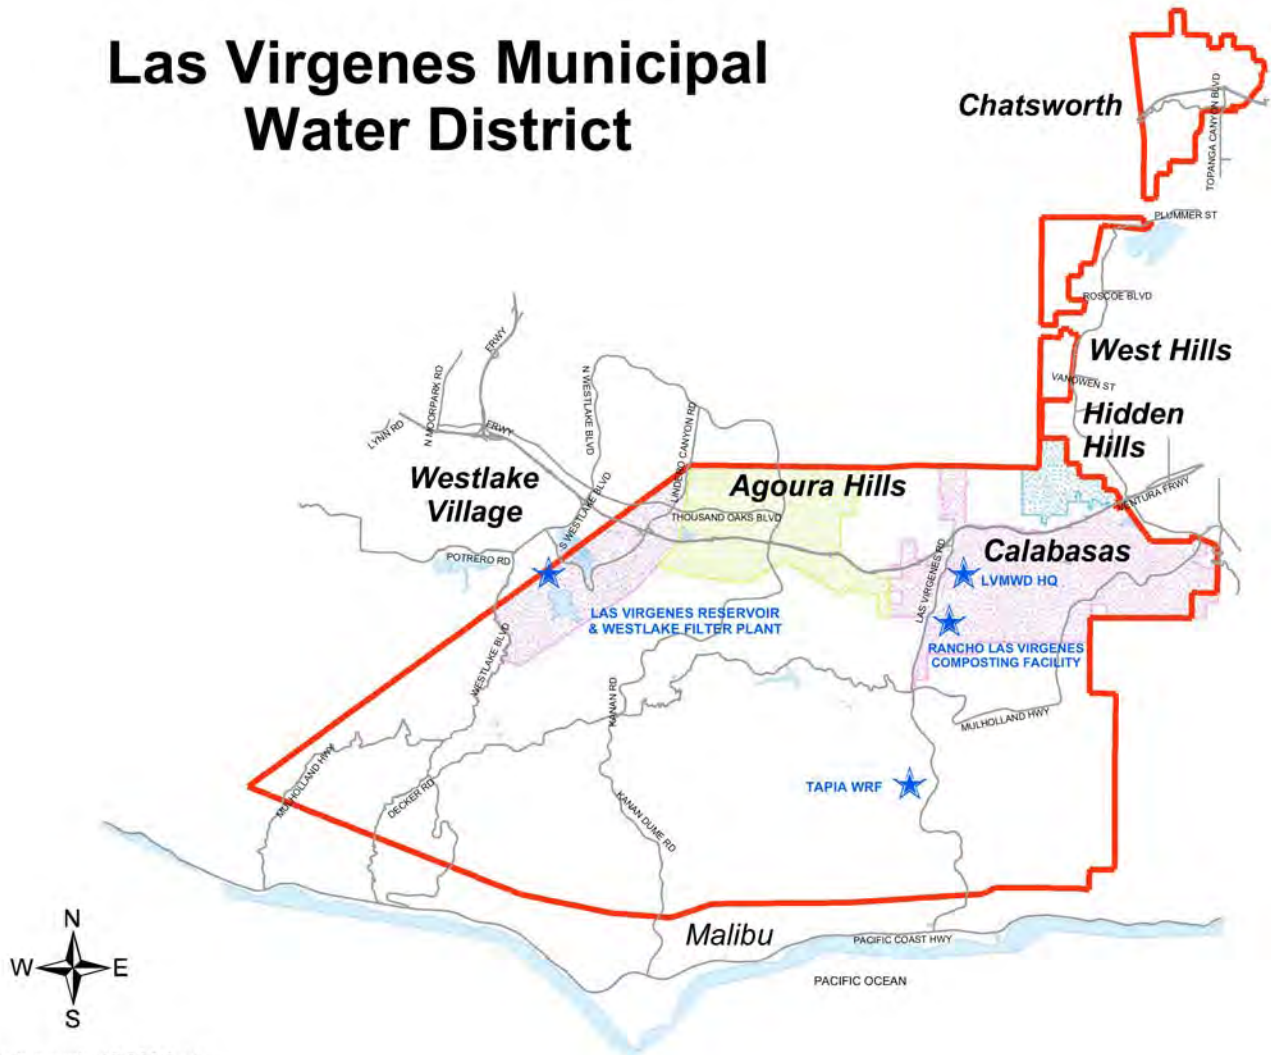 Las Virgenes Municipal
Water District
Chatsworth
TOPANGA CANYON BLVD
PLUMMER ST
ROSCOE BLVD
West Hills
VANOWEN ST
Hidden
Hills
FRWY
N MOORPARK RD
LYNN RD
FRWY
N WESTLAKE BLVD
LINDERO CANYON RD
Westlake
Village
Agoura Hills
S WESTLAKE BLVD
THOUSAND OAKS BLVD
VENTURA FRWY
POTRERO RD
Calabasas
LAS VIRGENES RD
LVMWD HQ
LAS VIRGENES RESERVOIR
& WESTLAKE FILTER PLANT
RANCHO LAS VIRGENES
COMPOSTING FACILITY
WESTLAKE BLVD
KANAN RD
MULHOLLAND HWY
MULHOLLAND HWY
DECKER RD
TAPIA WRF
KANAN DUME RD
Malibu
PACIFIC COAST HWY
PACIFIC OCEAN
N
W
E
S